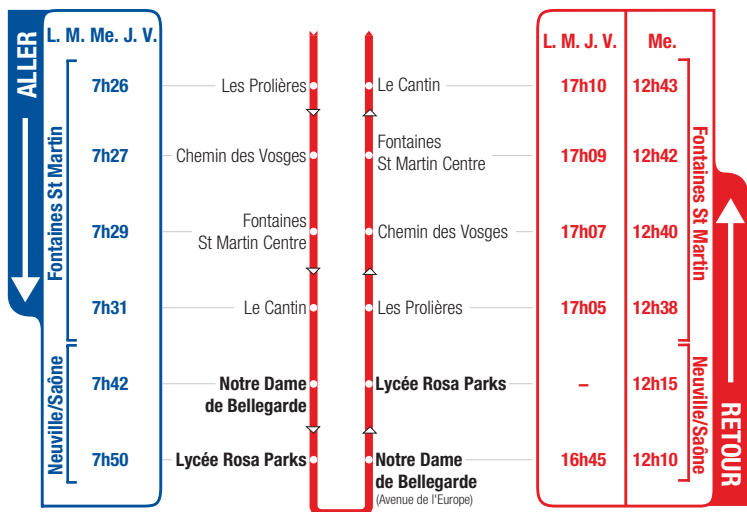 ALLER
L. M. Me. J. V.
L. M. J. V. Me.
7h26 Les Prolières Le Cantin 17h10 12h43
7h27 Chemin des Vosges Fontaines
St Martin Centre 17h09 12h42
7h29 Fontaines
St Martin Centre Chemin des Vosges 17h07 12h40
7h31 Le Cantin Les Prolières 17h05 12h38
7h42 Notre Dame
de Bellegarde Lycée Rosa Parks – 12h15
7h50 Lycée Rosa Parks Notre Dame
de Bellegarde
(Avenue de l'Europe) 16h45 12h10
Fontaines St Martin
Neuville/Saône
Fontaines St Martin
Neuville/Saône
RETOUR